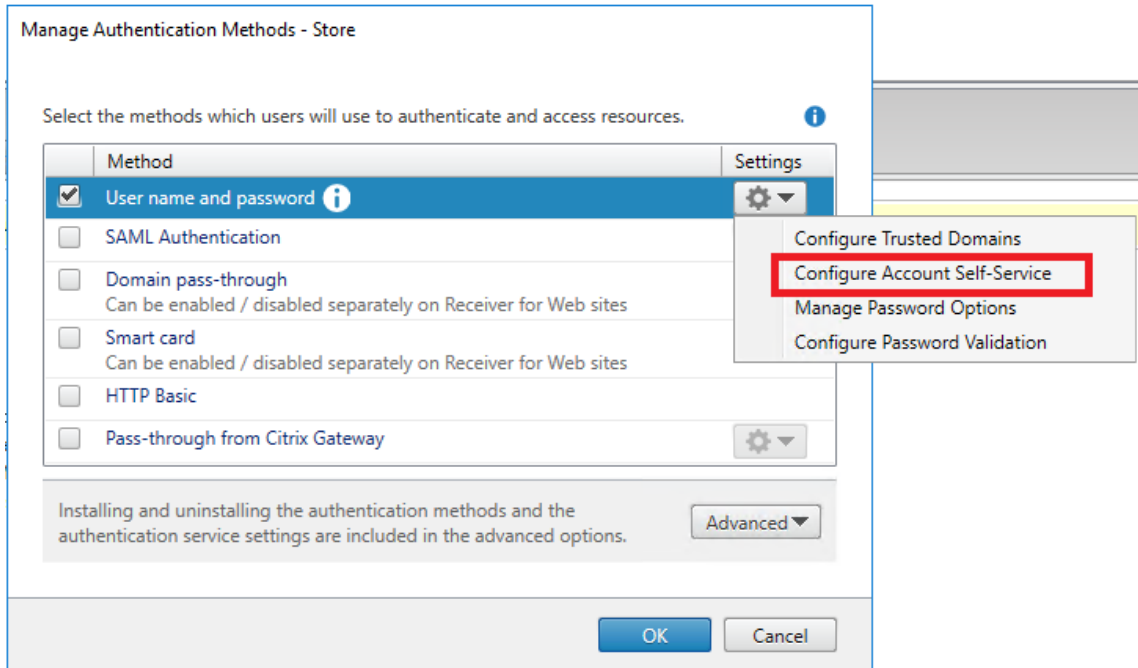 Manage Authentication Methods - Store
Select the methods which users will use to authenticate and access resources.
Method Settings
User name and password
SAML Authentication
Configure Trusted Domains
Configure Account Self-Service
Manage Password Options
Configure Password Validation
Domain pass-through
Can be enabled / disabled separately on Receiver for Web sites
Smart card
Can be enabled / disabled separately on Receiver for Web sites
HTTP Basic
Pass-through from Citrix Gateway
Installing and uninstalling the authentication methods and the
authentication service settings are included in the advanced options.
Advanced
OK Cancel